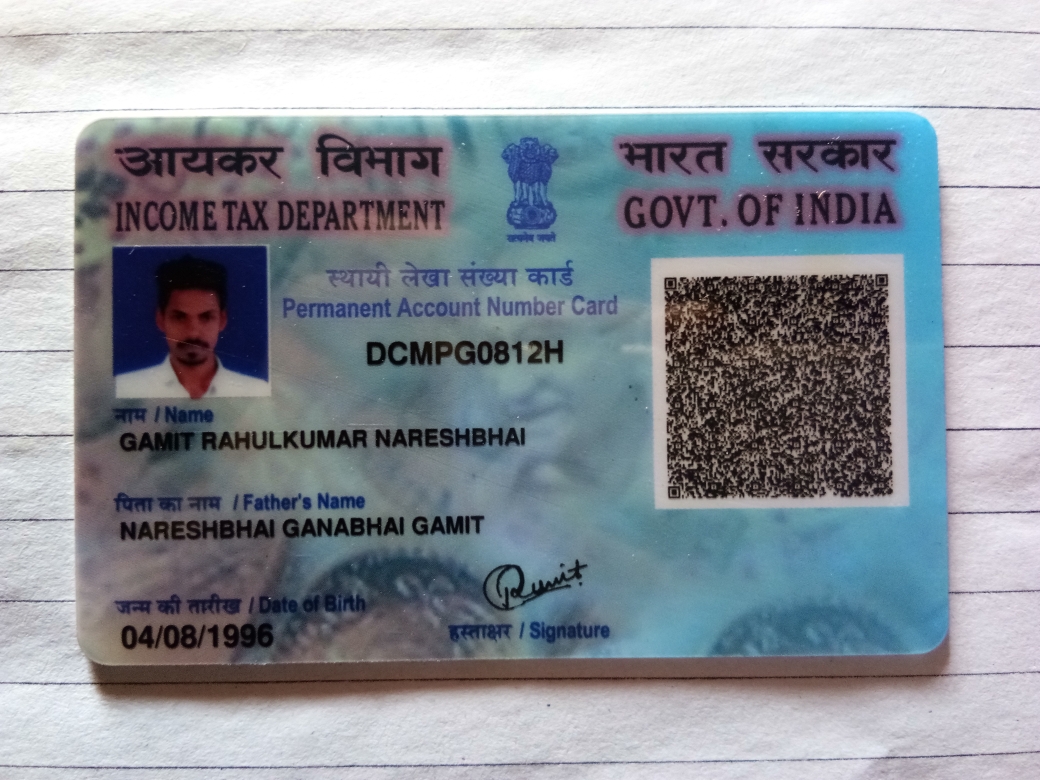 आयकर विभाग
INCOME TAX DEPARTMENT
भारत सरकार
GOVT. OF INDIA
सत्यमेव जयते
स्थायी लेखा संख्या कार्ड
Permanent Account Number Card
DCMPG0812H
नाम / Name
GAMIT RAHULKUMAR NARESHBHAI
पिता का नाम / Father's Name
NARESHBHAI GANABHAI GAMIT
जन्म की तारीख / Date of Birth
04/08/1996
हस्ताक्षर / Signature